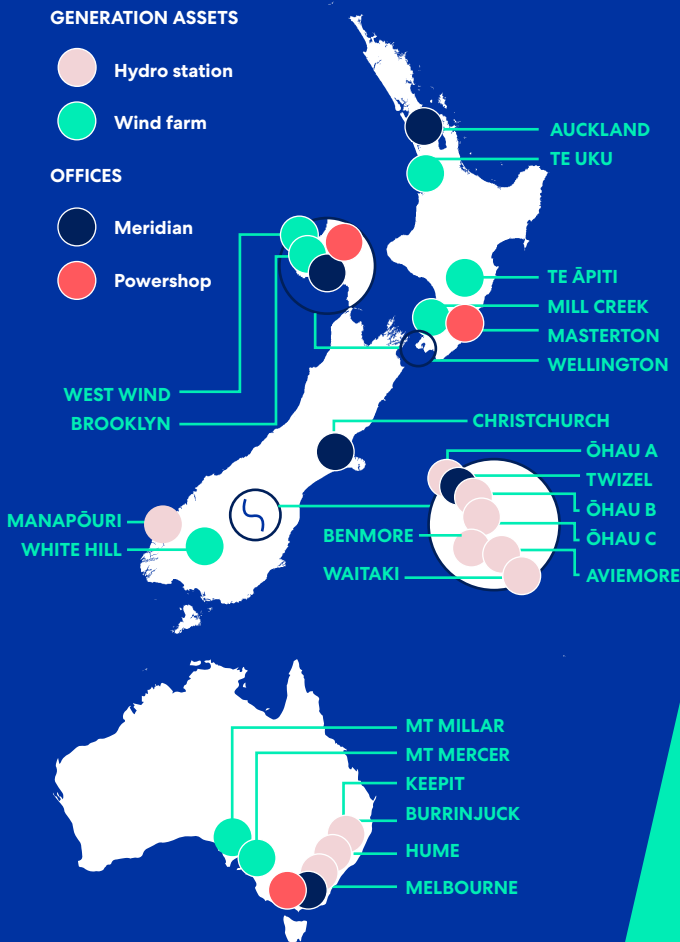 GENERATION ASSETS
Hydro station
Wind farm
OFFICES
Meridian
Powershop
AUCKLAND
TE UKU
TE ĀPITI
MILL CREEK
MASTERTON
WELLINGTON
WEST WIND
BROOKLYN
CHRISTCHURCH
ŌHAU A
TWIZEL
ŌHAU B
ŌHAU C
AVIEMORE
BENMORE
WAITAKI
MANAPŌURI
WHITE HILL
MT MILLAR
MT MERCER
KEEPIT
BURRINJUCK
HUME
MELBOURNE